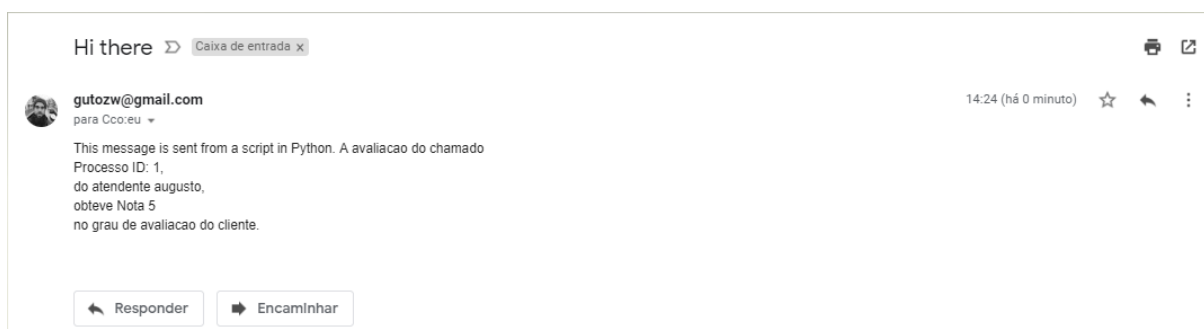 Hi there Caixa de entrada x
gutozw@gmail.com 14:24 (há 0 minuto)
para Cco:eu
This message is sent from a script in Python. A avaliacao do chamado
Processo ID: 1,
do atendente augusto,
obteve Nota 5
no grau de avaliacao do cliente.
Responder Encaminhar